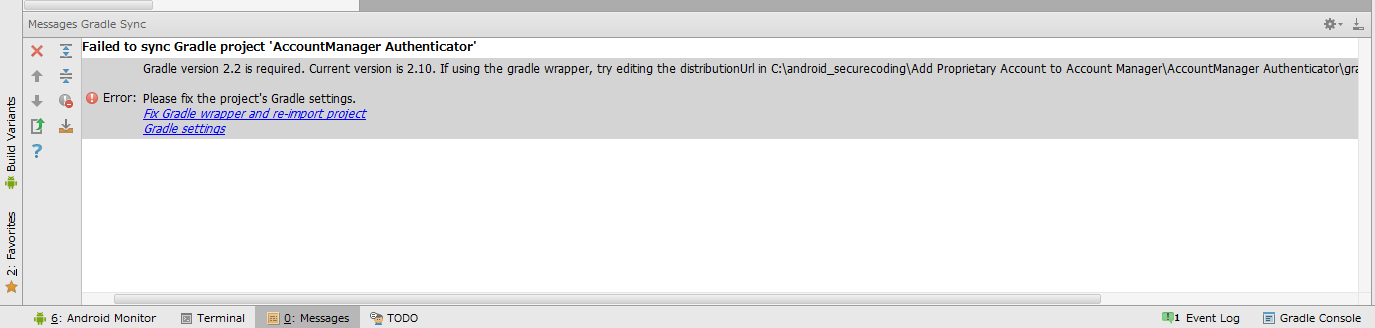 Messages Gradle Sync
Failed to sync Gradle project 'AccountManager Authenticator'
Gradle version 2.2 is required. Current version is 2.10. If using the gradle wrapper, try editing the distributionUrl in C:\android_securecoding\Add Proprietary Account to Account Manager\AccountManager Authenticator\gra
Error: Please fix the project's Gradle settings.
Fix Gradle wrapper and re-import project
Gradle settings
Build Variants
2: Favorites
6: Android Monitor Terminal 0: Messages TODO 1 Event Log Gradle Console